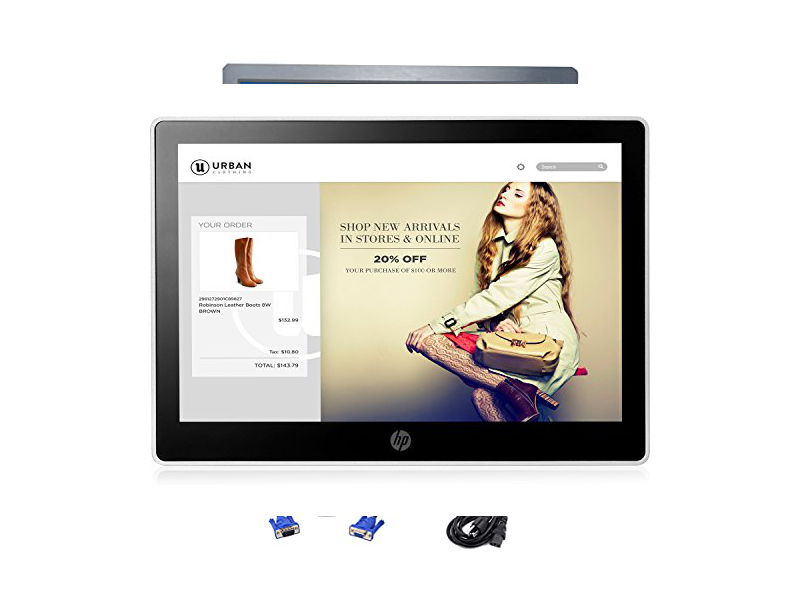 URBAN
CLOTHING
Search
YOUR ORDER
SHOP NEW ARRIVALS
IN STORES & ONLINE
20% OFF
YOUR PURCHASE OF $100 OR MORE
Robinson Leather Boots 8W
BROWN
$132.99
Tax: $10.80
TOTAL: $143.79
hp